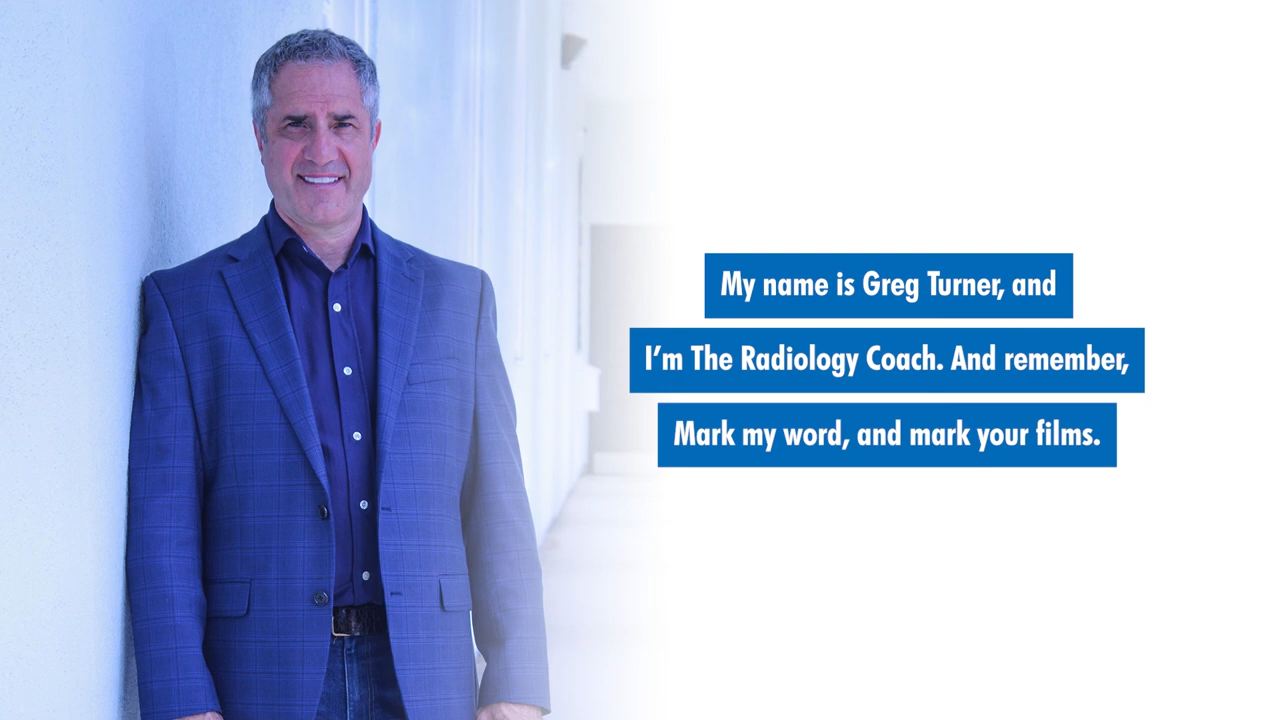 My name is Greg Turner, and
I’m The Radiology Coach. And remember,
Mark my word, and mark your films.